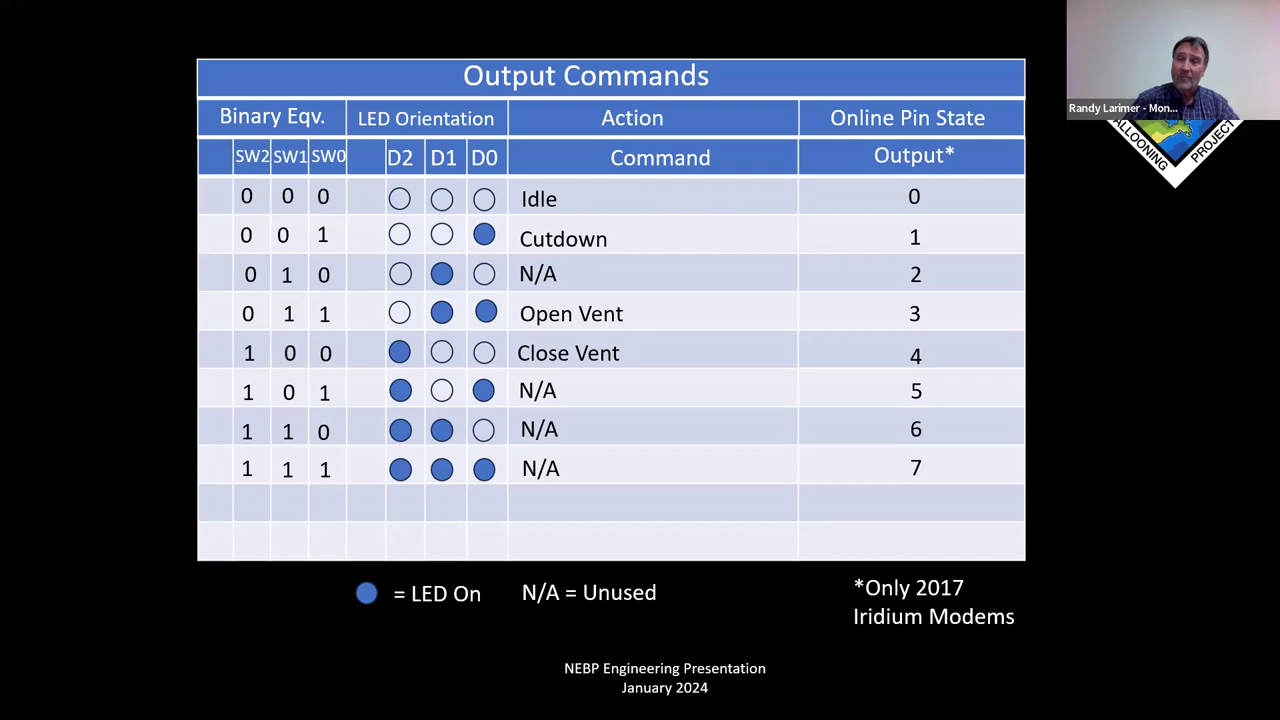 Output Commands
Binary Eqv. LED Orientation Action Online Pin State
SW2 SW1 SW0 D2 D1 D0 Command Output*
0 0 0 Idle 0
0 0 1 Cutdown 1
0 1 0 N/A 2
0 1 1 Open Vent 3
1 0 0 Close Vent 4
1 0 1 N/A 5
1 1 0 N/A 6
1 1 1 N/A 7
= LED On N/A = Unused *Only 2017
Iridium Modems
NEBP Engineering Presentation
January 2024
Randy Larimer - Mon...
ALLOONING PROJEC